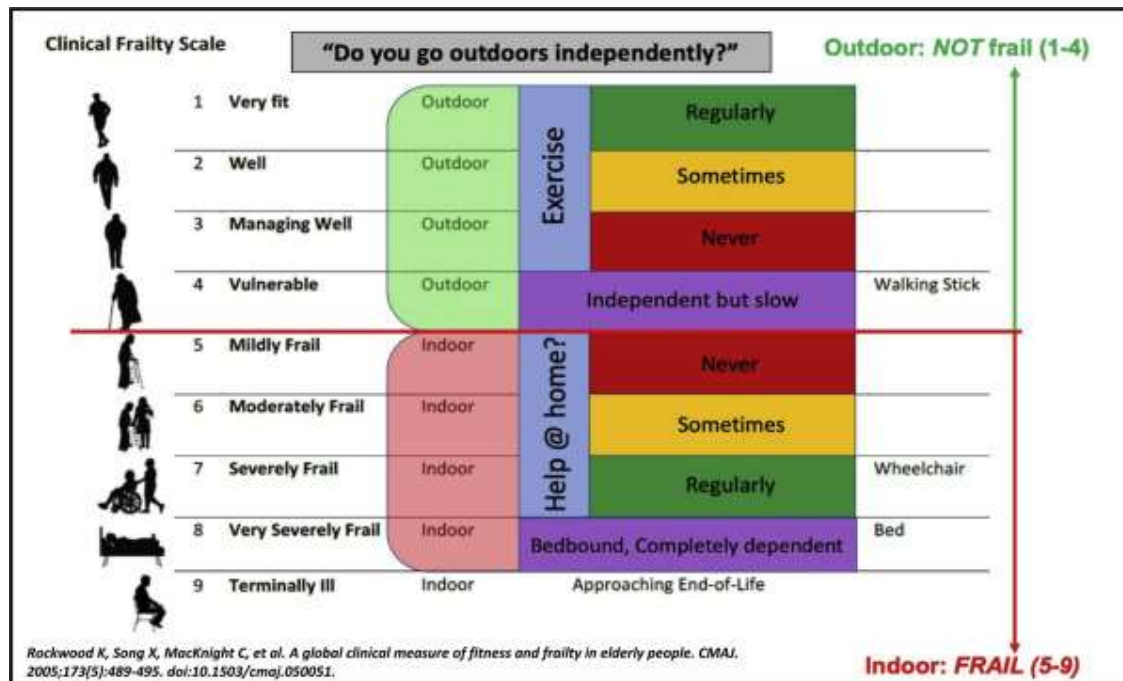 Clinical Frailty Scale
“Do you go outdoors independently?”
Outdoor: NOT frail (1-4)
1 Very fit Outdoor Regularly
2 Well Outdoor Sometimes
Exercise
3 Managing Well Outdoor Never
4 Vulnerable Outdoor Independent but slow Walking Stick
5 Mildly Frail Indoor Never
6 Moderately Frail Indoor Sometimes
Help @ home?
7 Severely Frail Indoor Regularly Wheelchair
8 Very Severely Frail Indoor Bedbound, Completely dependent Bed
9 Terminally Ill Indoor Approaching End-of-Life
Rockwood K, Song X, MacKnight C, et al. A global clinical measure of fitness and frailty in elderly people. CMAJ.
2005;173(5):489-495. doi:10.1503/cmaj.050051.
Indoor: FRAIL (5-9)